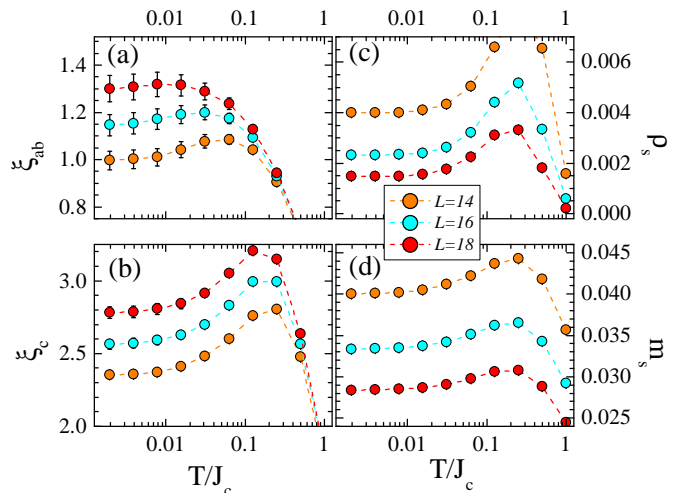 0.01 0.1 1
0.01 0.1 1
(a)
1.4
1.2
1.0
0.8
ξab
(c)
0.006
0.004
0.002
0.000
ρs
L=14
L=16
L=18
(b)
3.0
2.5
2.0
ξc
(d)
0.045
0.040
0.035
0.030
0.025
ms
0.01 0.1 1
0.01 0.1 1
T/Jc
T/Jc